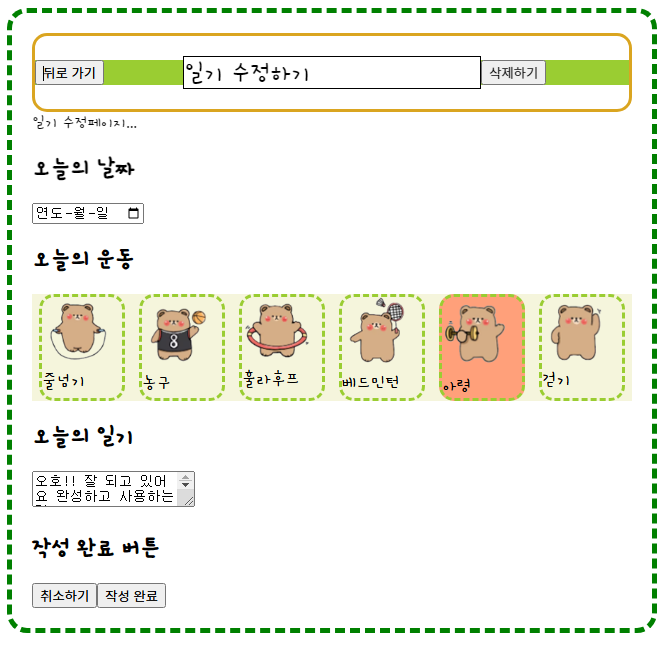 뒤로 가기 일기 수정하기 삭제하기
일기 수정페이지...
오늘의 날짜
연도-월-일
오늘의 운동
8
줄넘기 농구 훌라후프 베드민턴 아령 걷기
오늘의 일기
오호!! 잘 되고 있어
요 완성하고 사용하는
작성 완료 버튼
취소하기 작성 완료